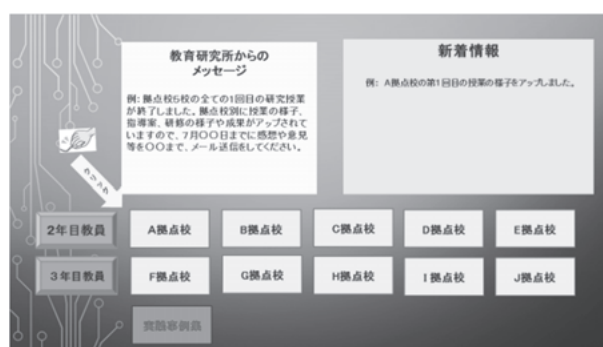 教育研究所からの
メッセージ
例:拠点校5校の全ての1回目の研究授業
が終了しました。拠点校別に授業の様子、
指導案、研修の様子や成果がアップされて
いますので、7月〇〇日までに感想や意見
等を〇〇まで、メール送信をしてください。
新着情報
例: A拠点校の第1回目の授業の様子をアップしました。
クリック
2年目教員
A拠点校
B拠点校
C拠点校
D拠点校
E拠点校
3年目教員
F拠点校
G拠点校
H拠点校
I拠点校
J拠点校
実践事例集